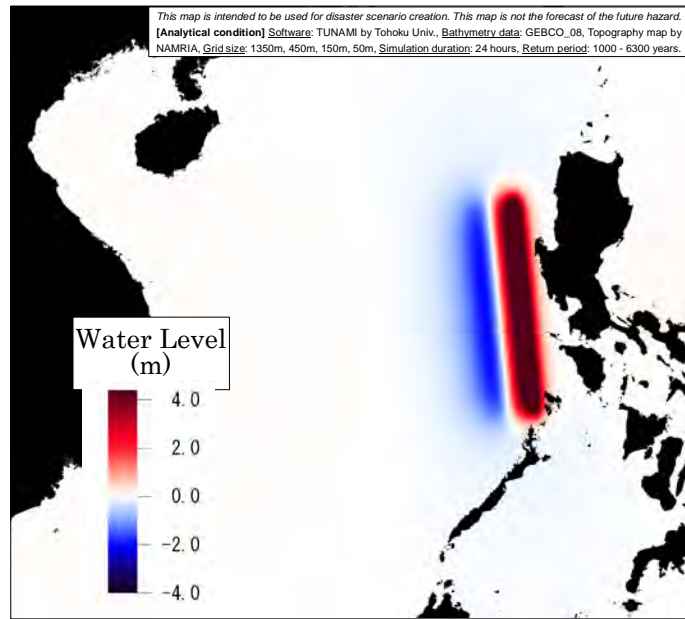 This map is intended to be used for disaster scenario creation. This map is not the forecast of the future hazard.
[Analytical condition] Software: TUNAMI by Tohoku Univ., Bathymetry data: GEBCO_08, Topography map by
NAMRIA, Grid size: 1350m, 450m, 150m, 50m, Simulation duration: 24 hours, Return period: 1000 - 6300 years.
Water Level
(m)
4.0
2.0
0.0
-2.0
-4.0